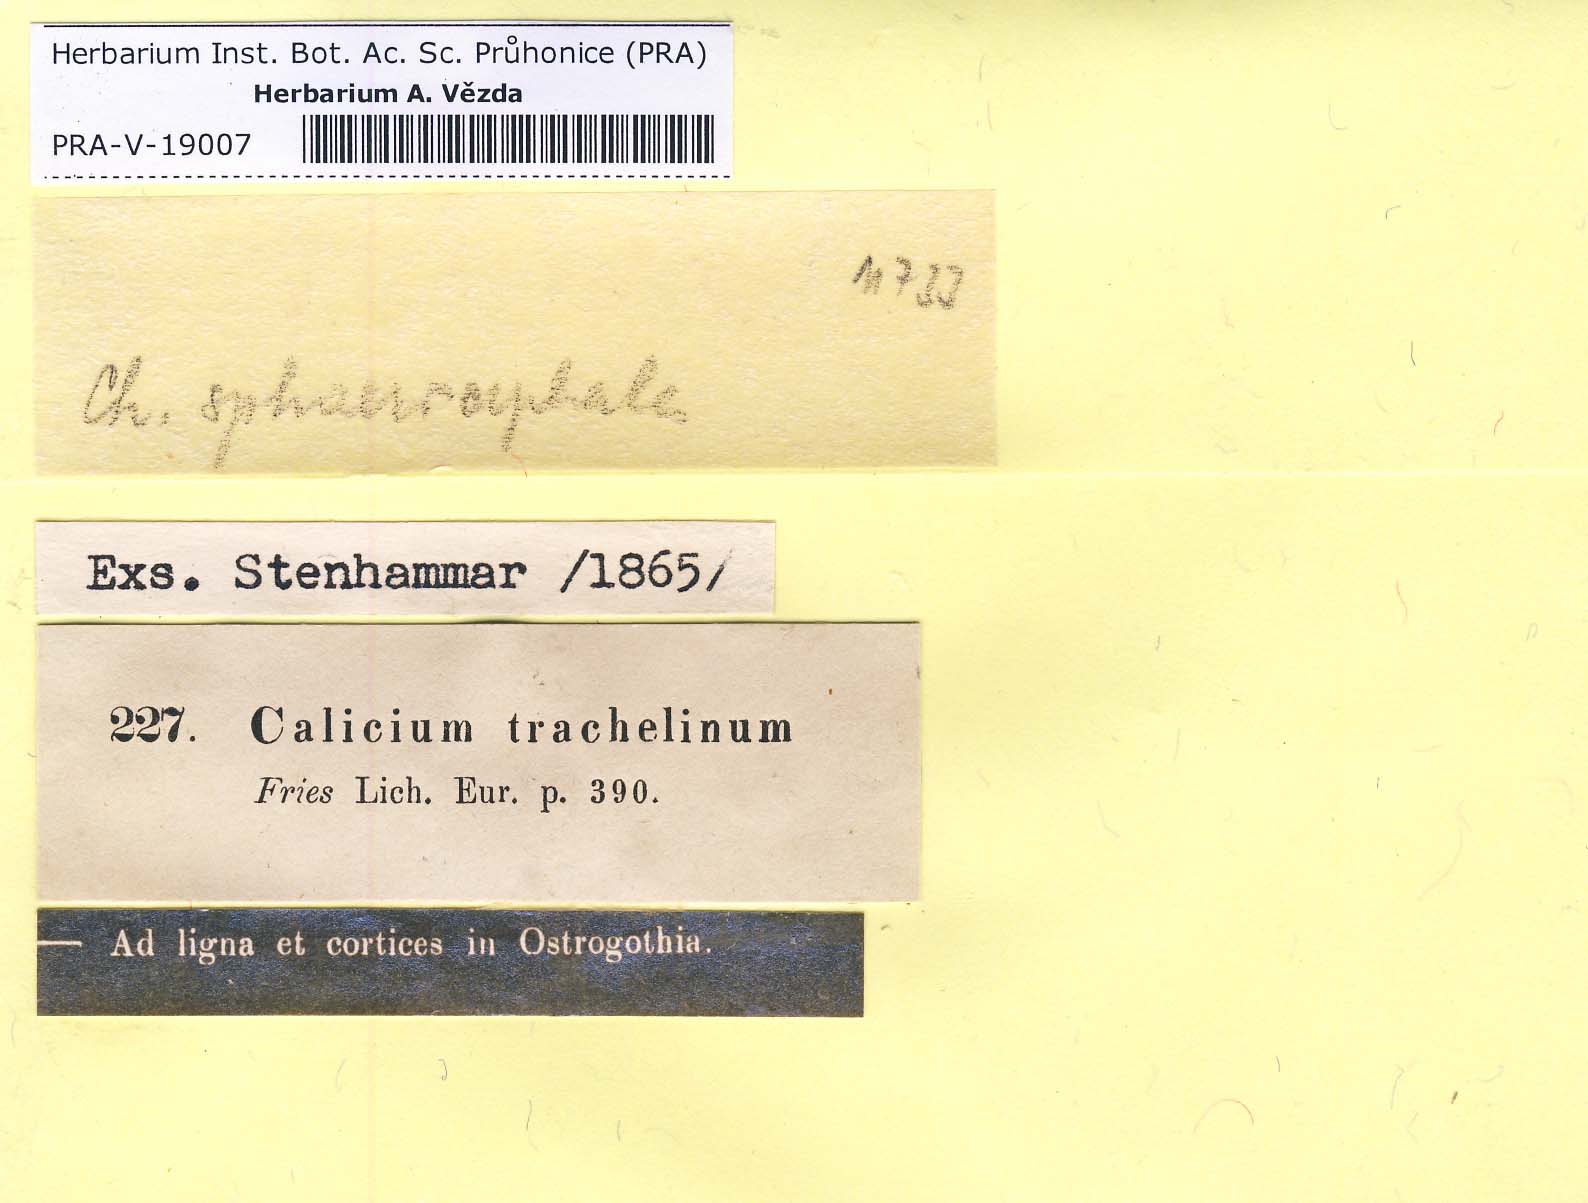 Herbarium Inst. Bot. Ac. Sc. Průhonice (PRA)
Herbarium A. Vězda
PRA-V-19007
11733
Ch. sphaerocephale
Exs. Stenhammar /1865/
227. Calicium trachelinum
Fries Lich. Eur. p. 390.
— Ad ligna et cortices in Ostrogothia.